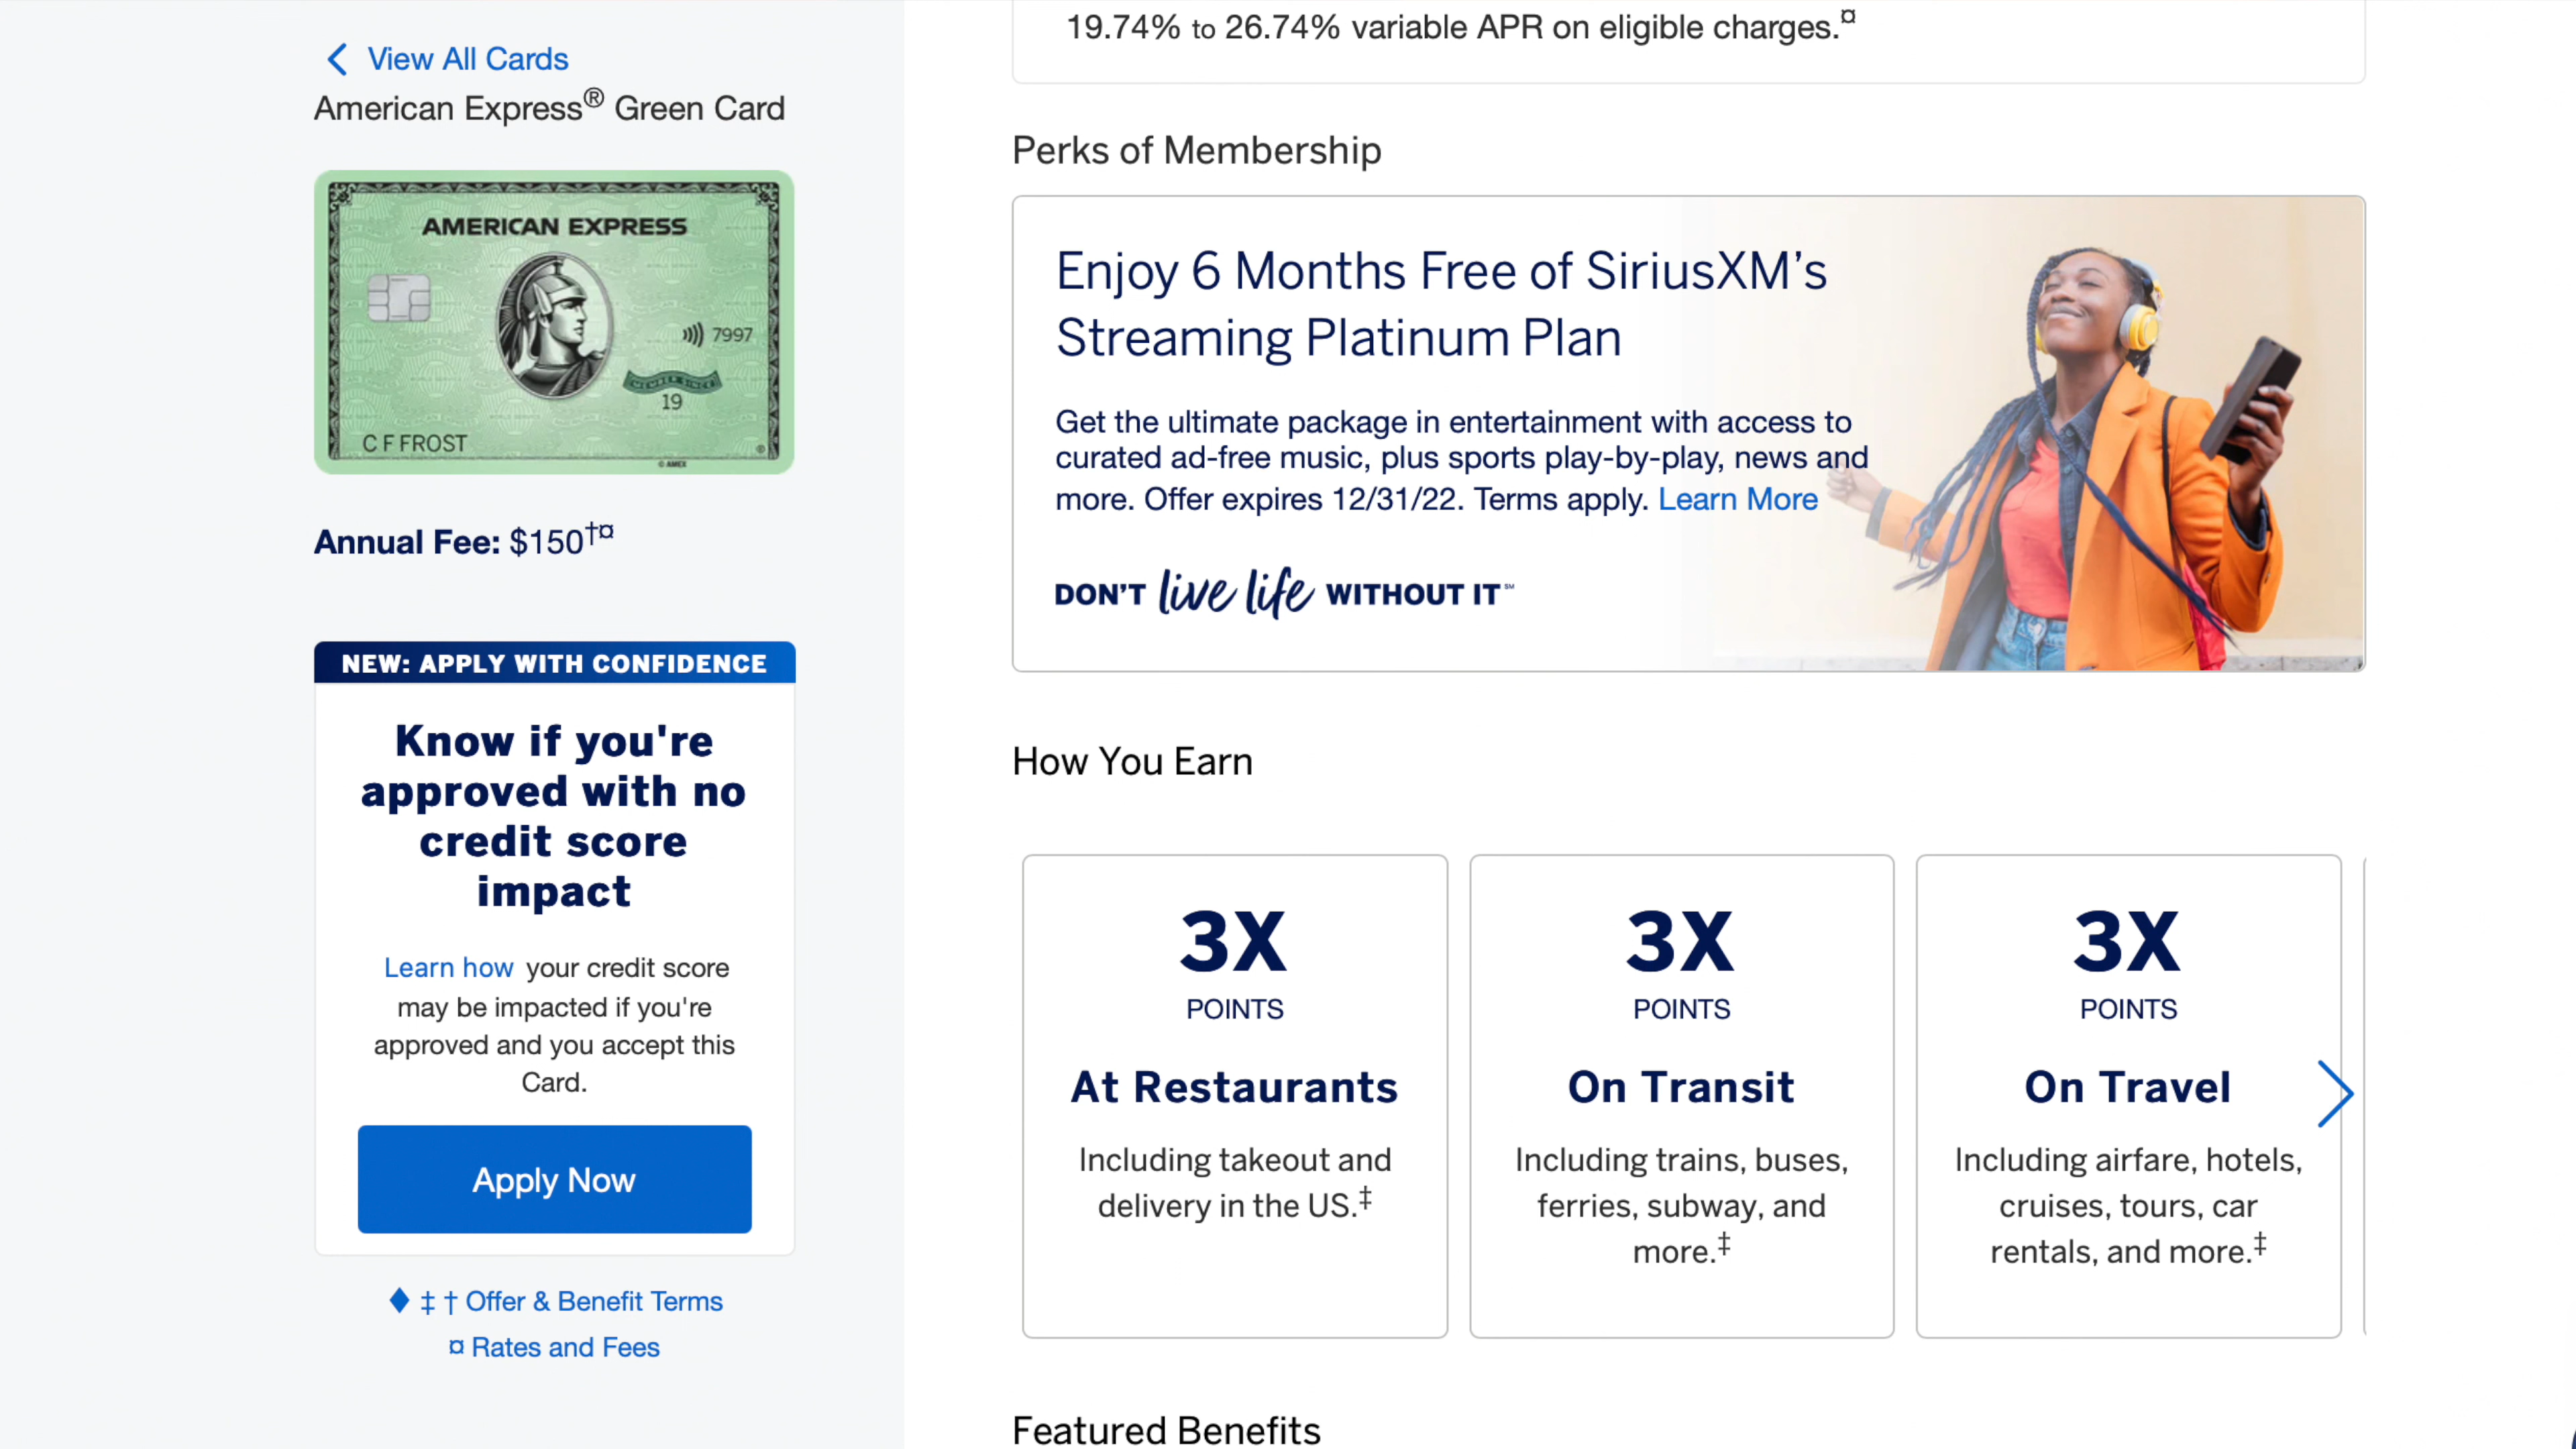 View All Cards
American Express® Green Card
AMERICAN EXPRESS
7997
MEMBER SINCE
19
C F FROST
© AMEX
Annual Fee: $150†¤
NEW: APPLY WITH CONFIDENCE
Know if you're
approved with no
credit score
impact
Learn how your credit score
may be impacted if you're
approved and you accept this
Card.
Apply Now
♦ ‡ † Offer & Benefit Terms
¤ Rates and Fees
19.74% to 26.74% variable APR on eligible charges.¤
Perks of Membership
Enjoy 6 Months Free of SiriusXM’s
Streaming Platinum Plan
Get the ultimate package in entertainment with access to
curated ad-free music, plus sports play-by-play, news and
more. Offer expires 12/31/22. Terms apply. Learn More
DON’T live life WITHOUT IT℠
How You Earn
3X
POINTS
At Restaurants
Including takeout and
delivery in the US.‡
3X
POINTS
On Transit
Including trains, buses,
ferries, subway, and
more.‡
3X
POINTS
On Travel
Including airfare, hotels,
cruises, tours, car
rentals, and more.‡
Featured Benefits